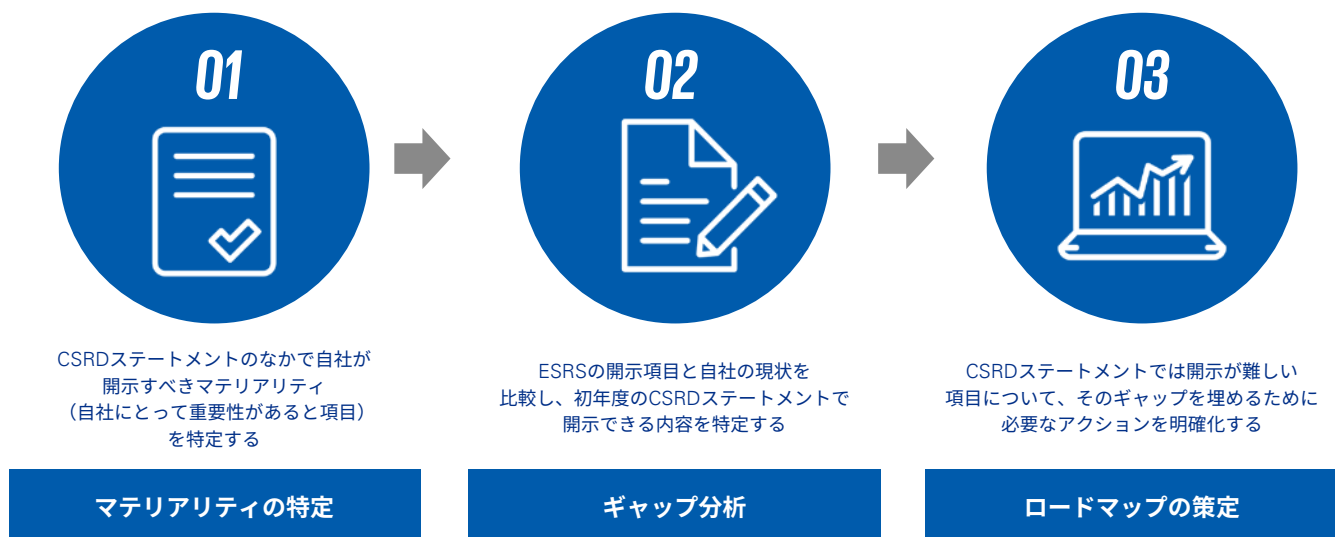 01
CSRDステートメントのなかで自社が
開示すべきマテリアリティ
（自社にとって重要性があると項目）
を特定する
マテリアリティの特定
02
ESRSの開示項目と自社の現状を
比較し、初年度のCSRDステートメントで
開示できる内容を特定する
ギャップ分析
03
CSRDステートメントでは開示が難しい
項目について、そのギャップを埋めるために
必要なアクションを明確化する
ロードマップの策定